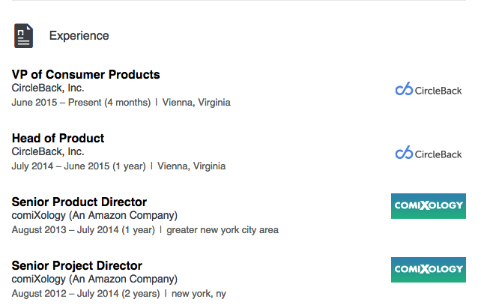 Experience
VP of Consumer Products
CircleBack, Inc.
June 2015 – Present (4 months) | Vienna, Virginia
CircleBack
Head of Product
CircleBack, Inc.
July 2014 – June 2015 (1 year) | Vienna, Virginia
CircleBack
Senior Product Director
comiXology (An Amazon Company)
August 2013 – July 2014 (1 year) | greater new york city area
COMIXOLOGY
Senior Project Director
comiXology (An Amazon Company)
August 2012 – July 2014 (2 years) | new york, ny
COMIXOLOGY